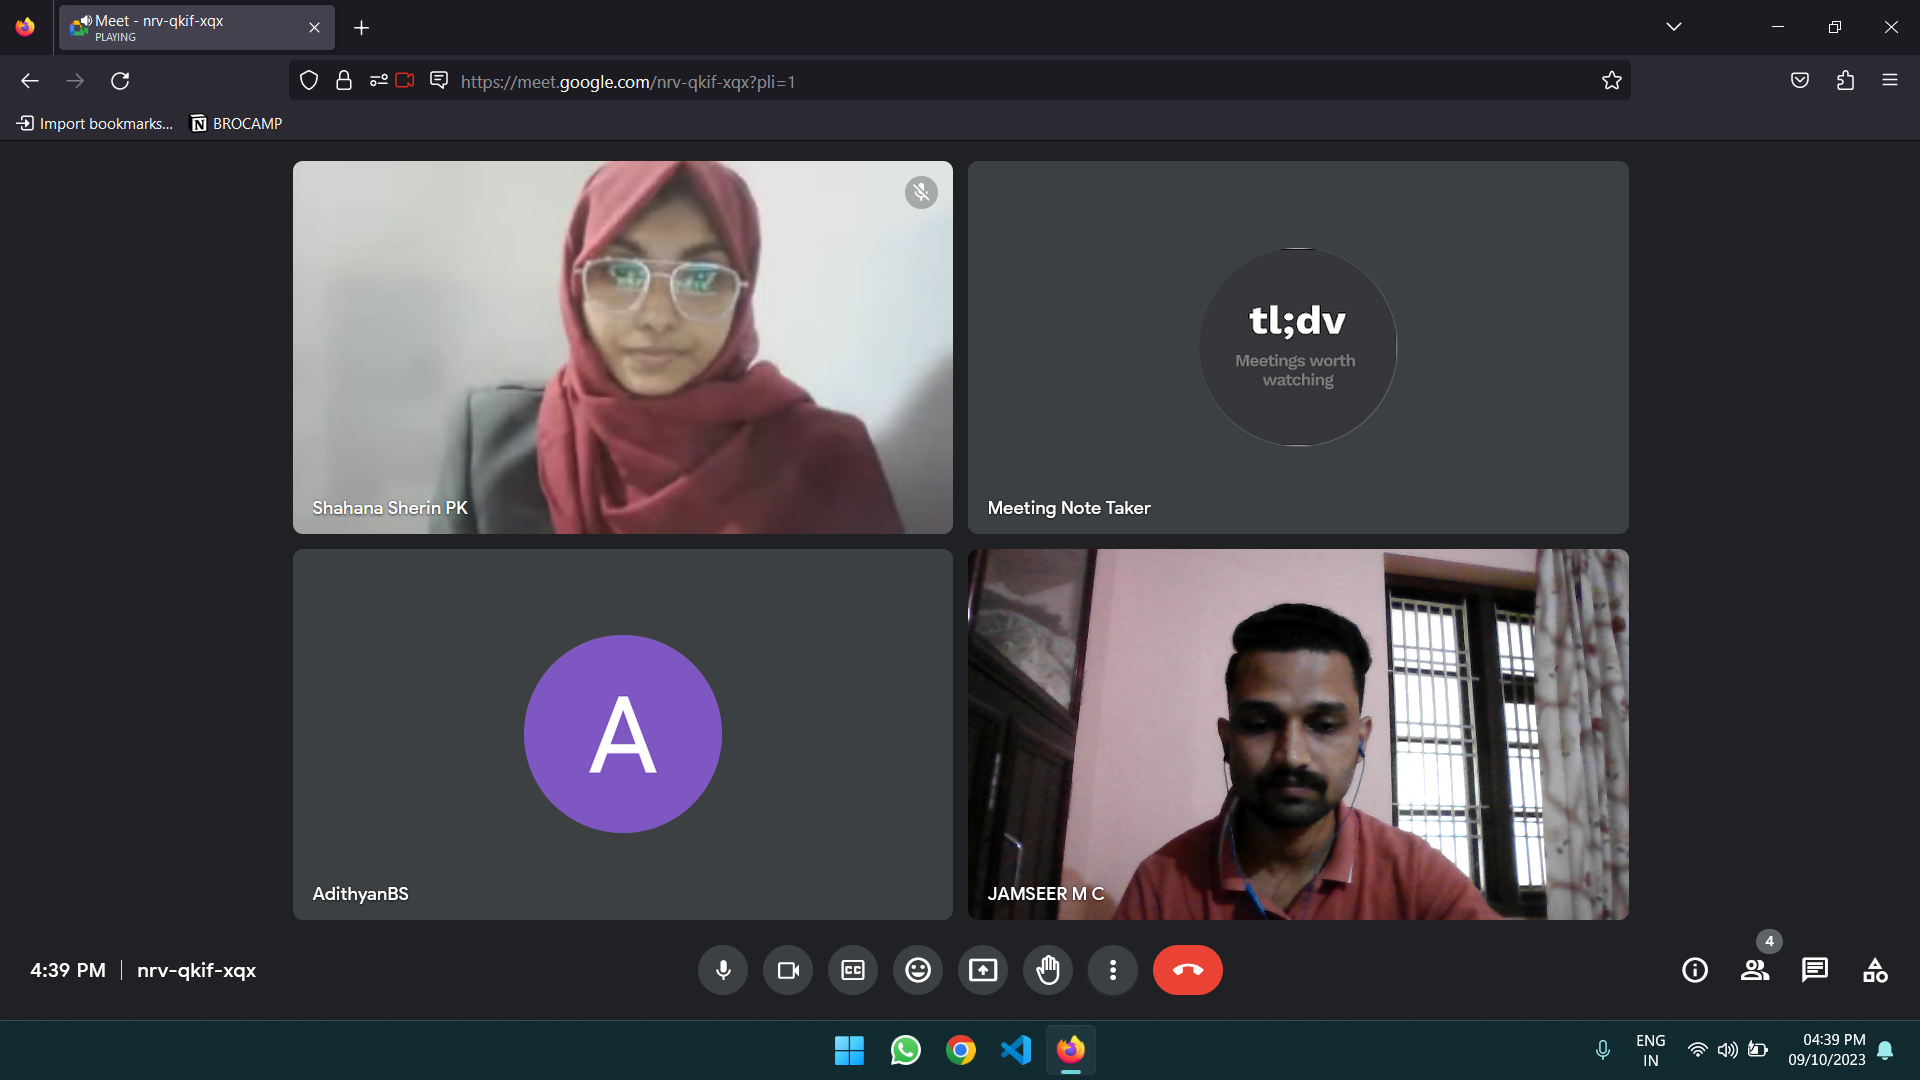 Meet - nrv-qkif-xqx
PLAYING
https://meet.google.com/nrv-qkif-xqx?pli=1
Import bookmarks...
BROCAMP
Shahana Sherin PK
tl;dv
Meetings worth
watching
Meeting Note Taker
A
AdithyanBS
JAMSEER M C
4:39 PM
nrv-qkif-xqx
CC
4
ENG
IN
04:39 PM
09/10/2023